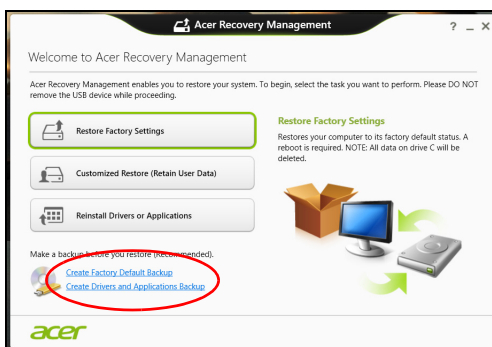 Acer Recovery Management
Welcome to Acer Recovery Management
Acer Recovery Management enables you to restore your system. To begin, select the task you want to perform. Please DO NOT
remove the USB device while proceeding.
Restore Factory Settings
Customized Restore (Retain User Data)
Reinstall Drivers or Applications
Restore Factory Settings
Restores your computer to its factory default status. A
reboot is required. NOTE: All data on drive C will be
deleted.
Make a backup before you restore (Recommended).
Create Factory Default Backup
Create Drivers and Applications Backup
acer